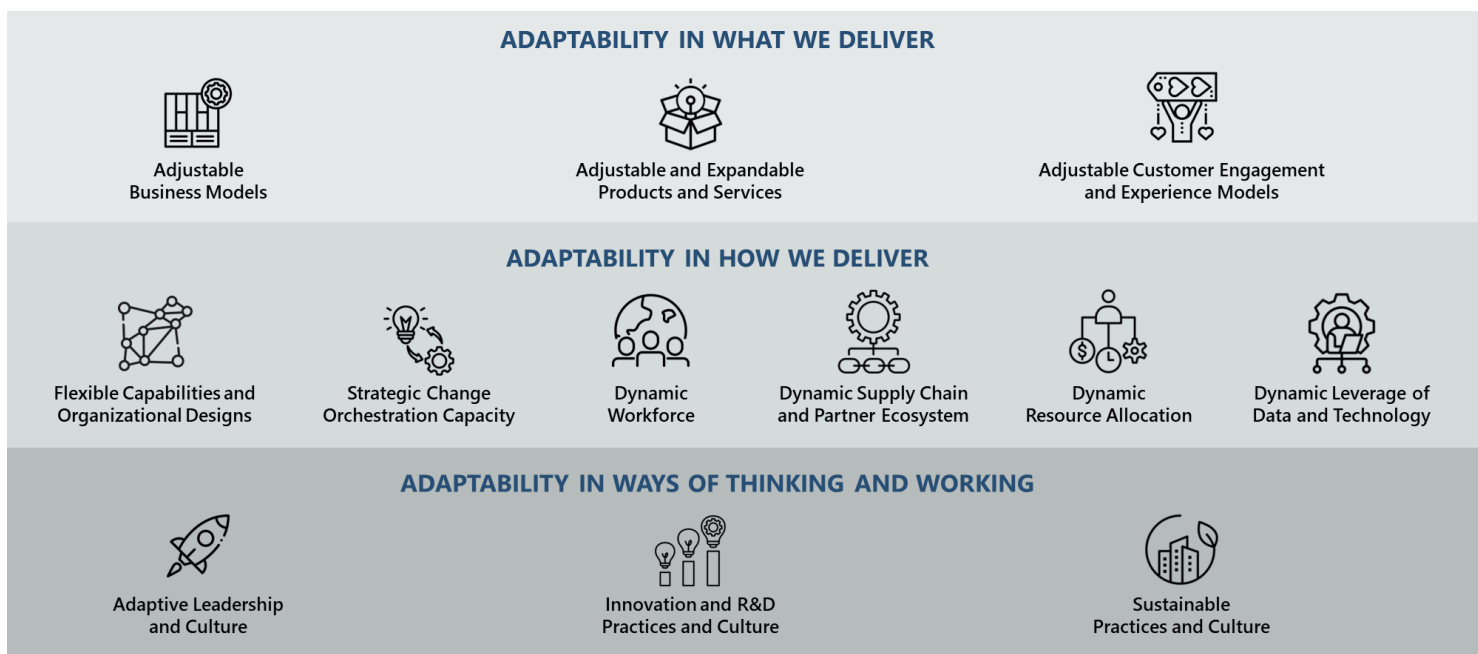 ADAPTABILITY IN WHAT WE DELIVER
Adjustable
Business Models
Adjustable and Expandable
Products and Services
Adjustable Customer Engagement
and Experience Models
ADAPTABILITY IN HOW WE DELIVER
Flexible Capabilities and
Organizational Designs
Strategic Change
Orchestration Capacity
Dynamic
Workforce
Dynamic Supply Chain
and Partner Ecosystem
Dynamic
Resource Allocation
Dynamic Leverage of
Data and Technology
ADAPTABILITY IN WAYS OF THINKING AND WORKING
Adaptive Leadership
and Culture
Innovation and R&D
Practices and Culture
Sustainable
Practices and Culture